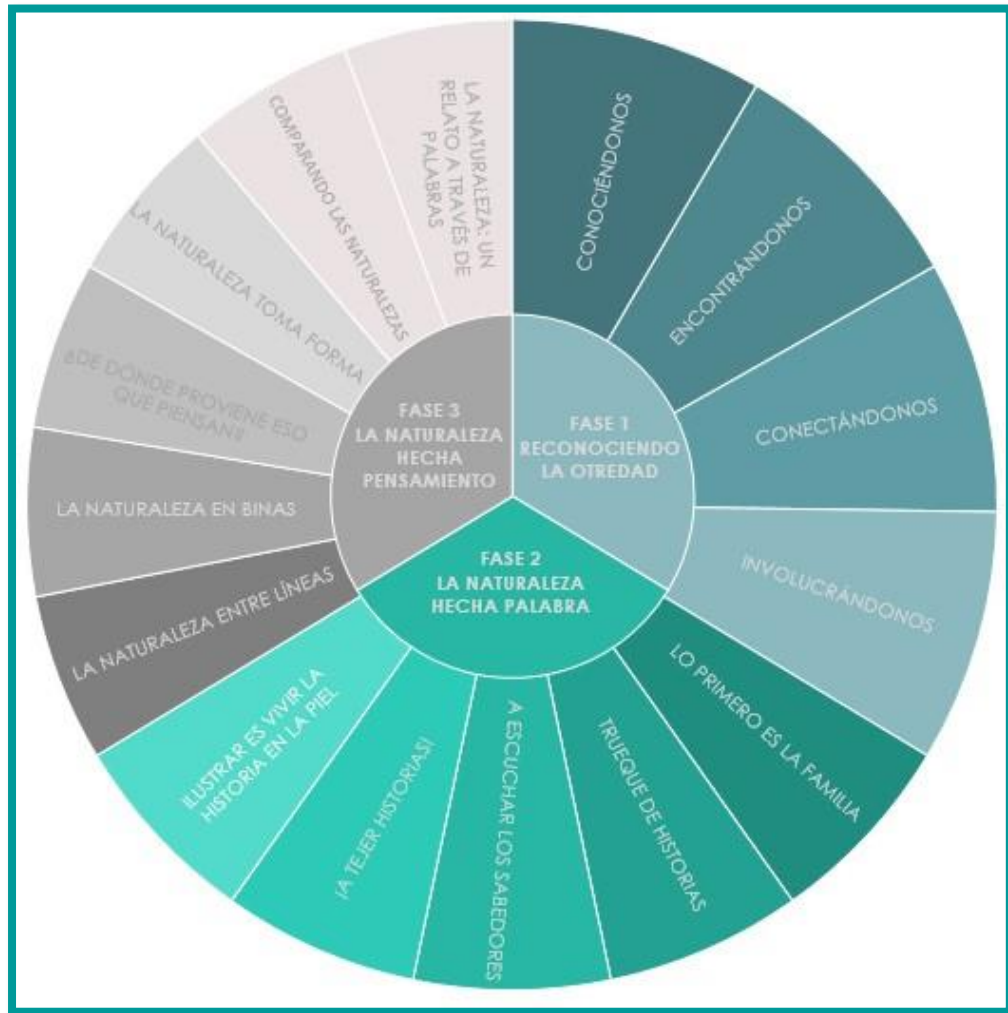 FASE 1
RECONOCIENDO
LA OTREDAD
CONOCIÉNDONOS
ENCONTRÁNDONOS
CONECTÁNDONOS
INVOLUCRÁNDONOS
FASE 2
LA NATURALEZA
HECHA PALABRA
LO PRIMERO ES LA FAMILIA
TRUEQUE DE HISTORIAS
A ESCUCHAR LOS SABEDORES
¡A TEJER HISTORIAS!
ILUSTRAR ES VIVIR LA
HISTORIA EN LA PIEL
FASE 3
LA NATURALEZA
HECHA
PENSAMIENTO
LA NATURALEZA ENTRE LÍNEAS
LA NATURALEZA EN BINAS
¿DE DÓNDE PROVIENE ESO
QUE PIENSAN?
LA NATURALEZA TOMA FORMA
COMPARANDO LAS NATURALEZAS
LA NATURALEZA: UN
RELATO A TRAVÉS DE
PALABRAS